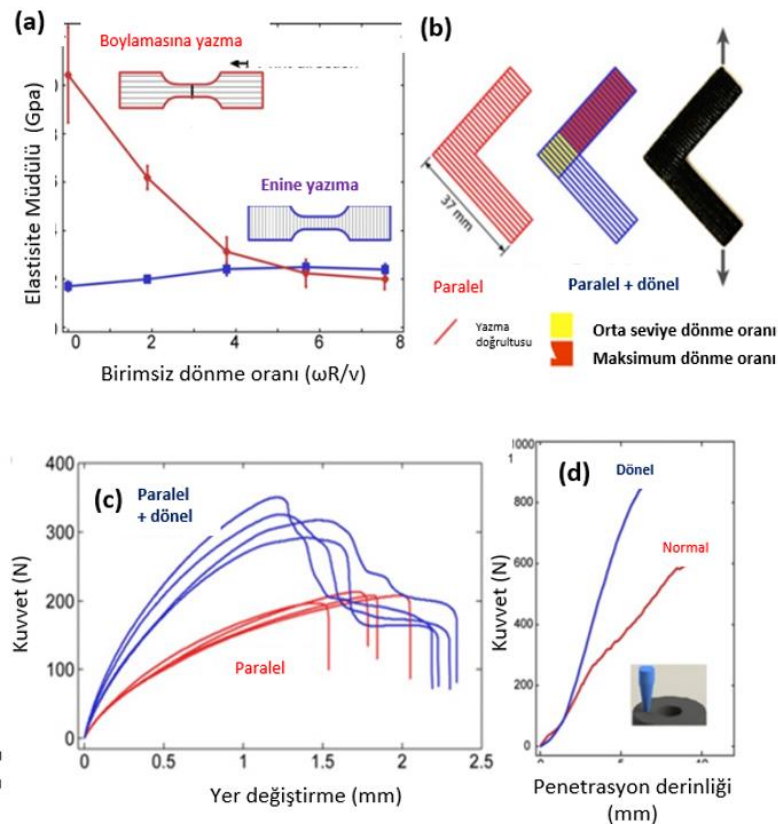 (a)
Boylamasına yazma
Enine yazıma
Elastisite Müdülü (Gpa)
0 2 4 6 8
Birimsiz dönme oranı (ωR/v)
(b)
37 mm
Paralel
Paralel + dönel
Yazma
doğrultusu
Orta seviye dönme oranı
Maksimum dönme oranı
(c)
Paralel
+ dönel
Paralel
400
300
200
100
0
Kuvvet (N)
0 0.5 1 1.5 2 2.5
Yer değiştirme (mm)
(d)
Dönel
Normal
1000
800
600
400
200
0
Kuvvet (N)
0 5
Penetrasyon derinliği
(mm)